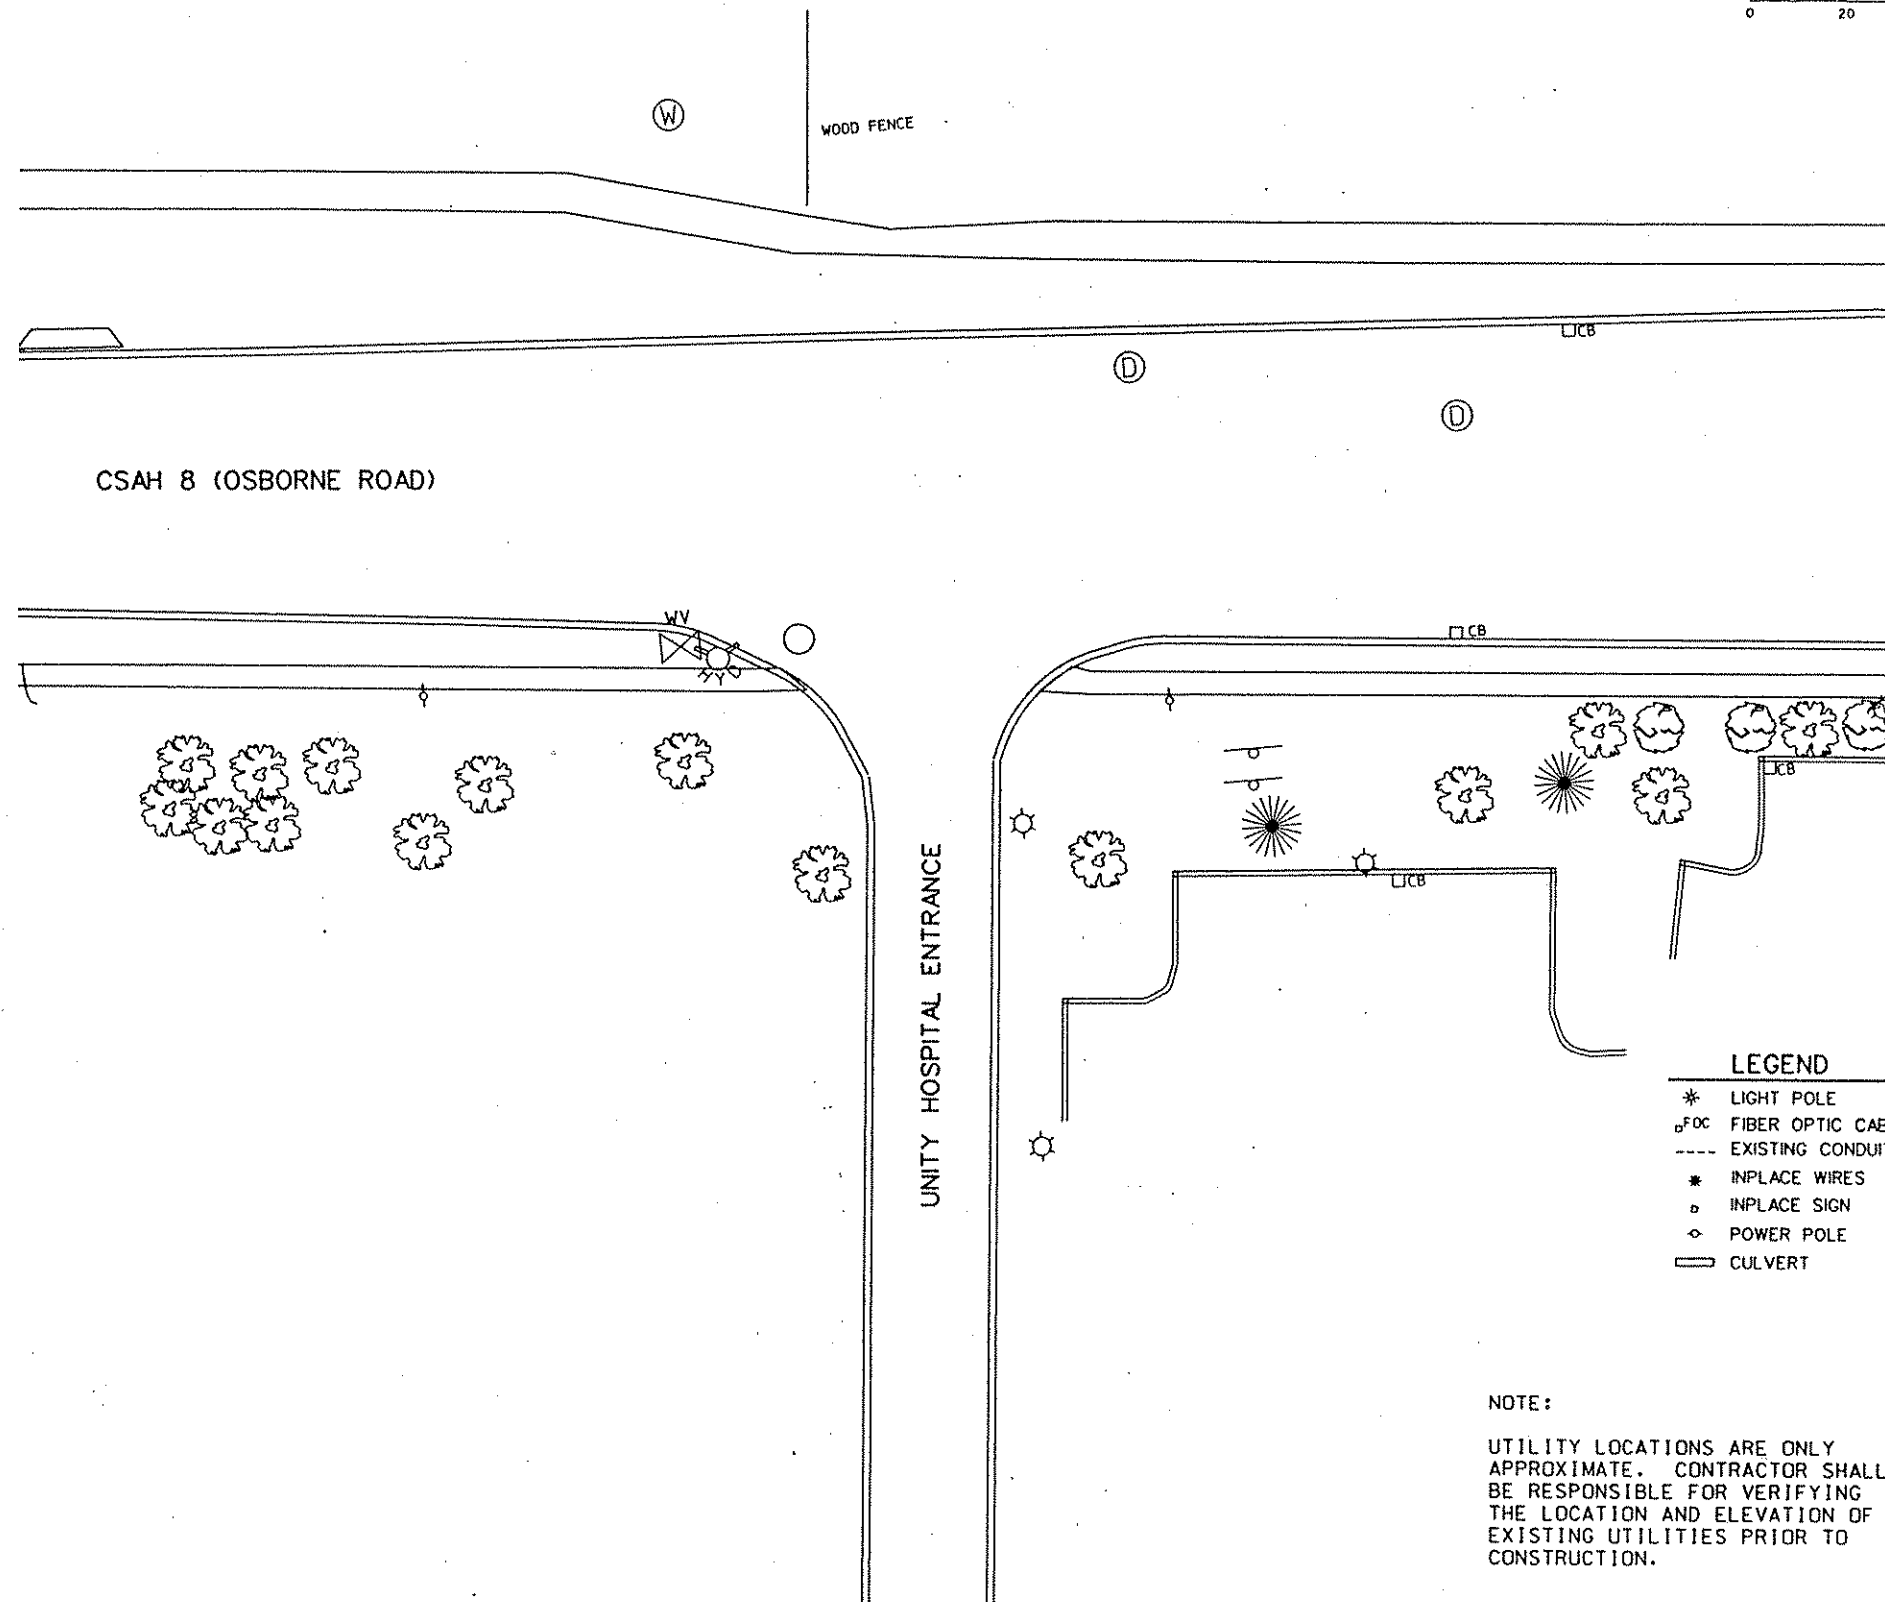 0 20
W
WOOD FENCE
CB
D
D
CSAH 8 (OSBORNE ROAD)
WV
HYD
CB
CB
CB
UNITY HOSPITAL ENTRANCE
LEGEND
LIGHT POLE
FOC FIBER OPTIC CAB
EXISTING CONDUIT
INPLACE WIRES
INPLACE SIGN
POWER POLE
CULVERT
NOTE:
UTILITY LOCATIONS ARE ONLY
APPROXIMATE. CONTRACTOR SHALL
BE RESPONSIBLE FOR VERIFYING
THE LOCATION AND ELEVATION OF
EXISTING UTILITIES PRIOR TO
CONSTRUCTION.